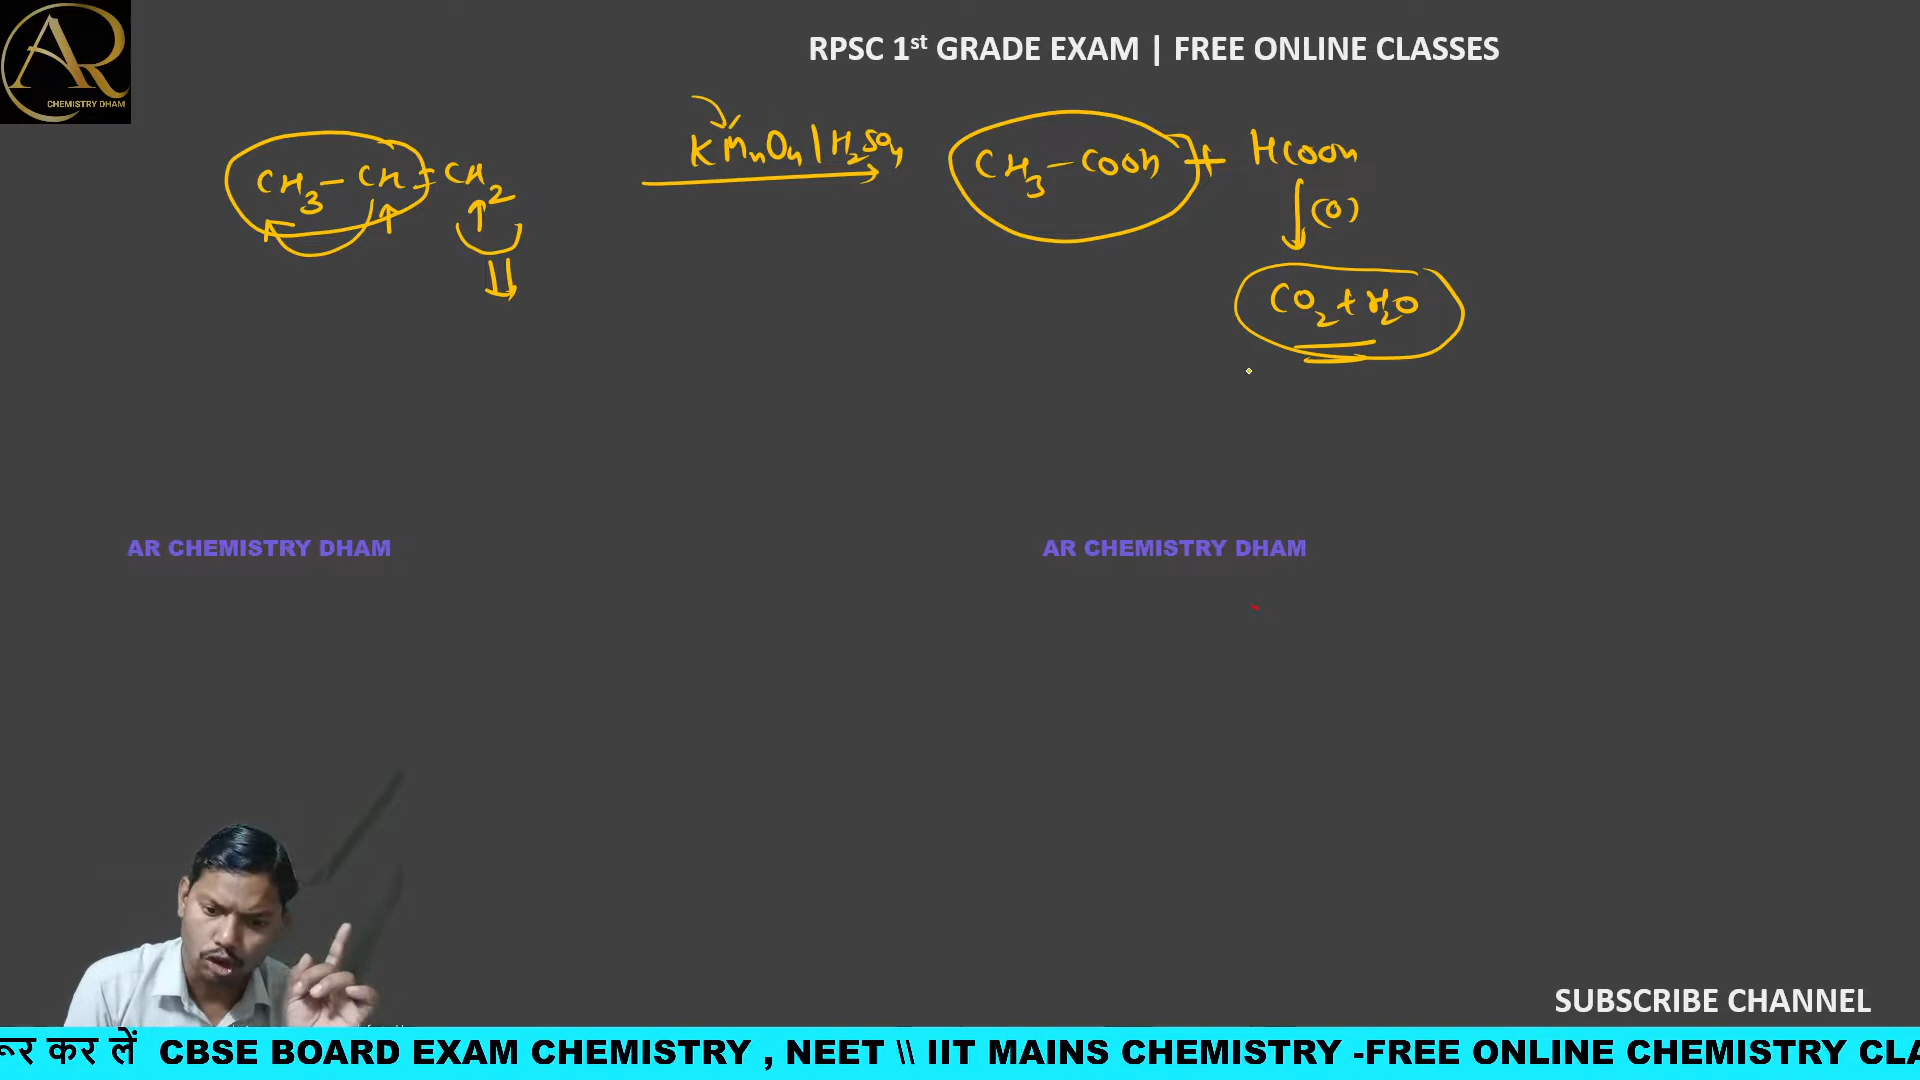 AR
CHEMISTRY DHAM
RPSC 1st GRADE EXAM | FREE ONLINE CLASSES
CH3-CH=CH2 KMnO4|H2SO4 CH3-COOH + HCOOH
(O)
CO2+H2O
AR CHEMISTRY DHAM AR CHEMISTRY DHAM
SUBSCRIBE CHANNEL
कर लें CBSE BOARD EXAM CHEMISTRY , NEET \\ IIT MAINS CHEMISTRY -FREE ONLINE CHEMISTRY CLA